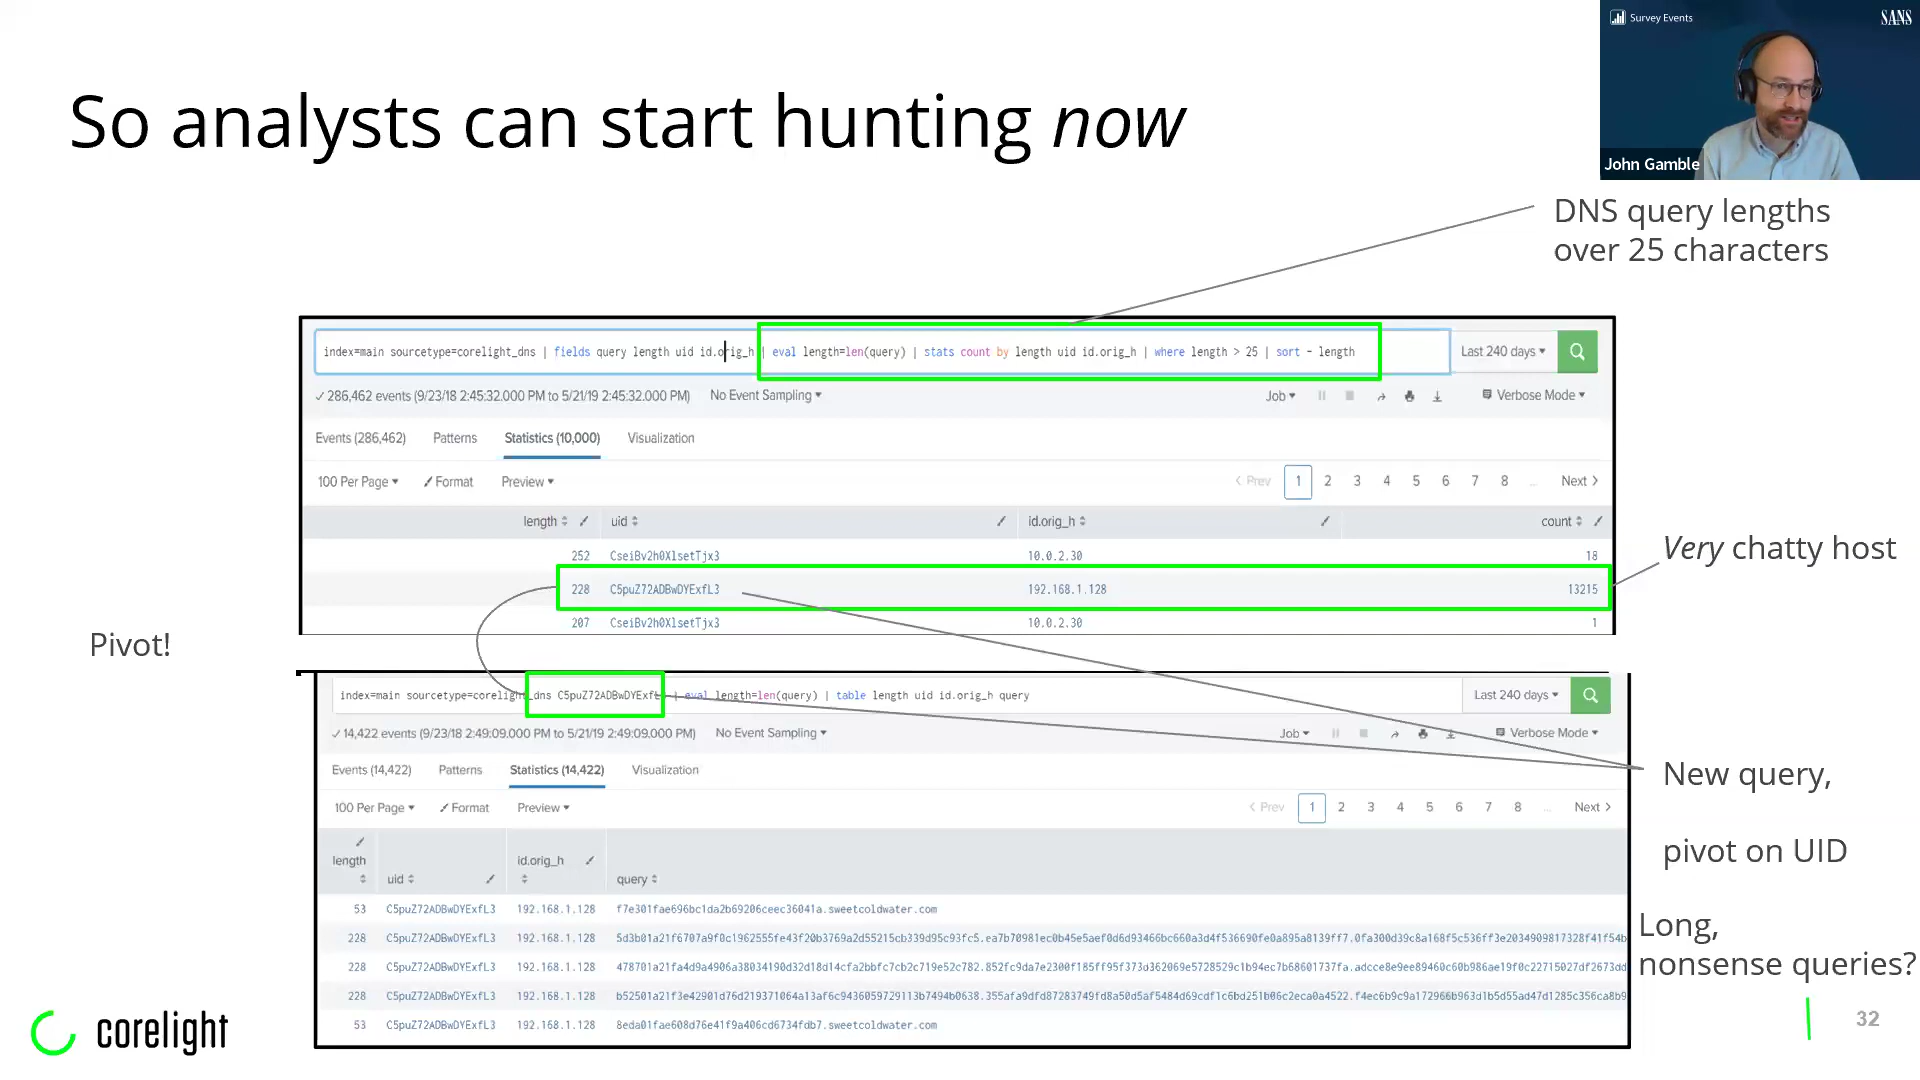 Survey Events
SANS
John Gamble
So analysts can start hunting now
DNS query lengths
over 25 characters
index=main sourcetype=corelight_dns | fields query length uid id.orig_h | eval length=len(query) | stats count by length uid id.orig_h | where length > 25 | sort - length
Last 240 days
286,462 events (9/23/18 2:45:32.000 PM to 5/21/19 2:45:32.000 PM)
No Event Sampling
Job
Verbose Mode
Events (286,462)
Patterns
Statistics (10,000)
Visualization
100 Per Page
Format
Preview
< Prev 1 2 3 4 5 6 7 8 ... Next >
length uid id.orig_h count
252 CseiBv2h0XlsetTjx3 10.0.2.30 18
228 C5puZ72ADBwDYExfL3 192.168.1.128 13215
207 CseiBv2h0XlsetTjx3 10.0.2.30 1
Very chatty host
Pivot!
index=main sourcetype=corelight_dns C5puZ72ADBwDYExfL | eval length=len(query) | table length uid id.orig_h query
Last 240 days
14,422 events (9/23/18 2:49:09.000 PM to 5/21/19 2:49:09.000 PM)
No Event Sampling
Job
Verbose Mode
Events (14,422)
Patterns
Statistics (14,422)
Visualization
100 Per Page
Format
Preview
< Prev 1 2 3 4 5 6 7 8 ... Next >
length uid id.orig_h query
53 C5puZ72ADBwDYExfL3 192.168.1.128 f7e301fae696bc1da2b69206ceec36041a.sweetcoldwater.com
228 C5puZ72ADBwDYExfL3 192.168.1.128
228 C5puZ72ADBwDYExfL3 192.168.1.128
228 C5puZ72ADBwDYExfL3 192.168.1.128
53 C5puZ72ADBwDYExfL3 192.168.1.128 8eda01fae608d76e41f9a406cd6734fdb7.sweetcoldwater.com
New query,
pivot on UID
Long,
nonsense queries?
corelight
32